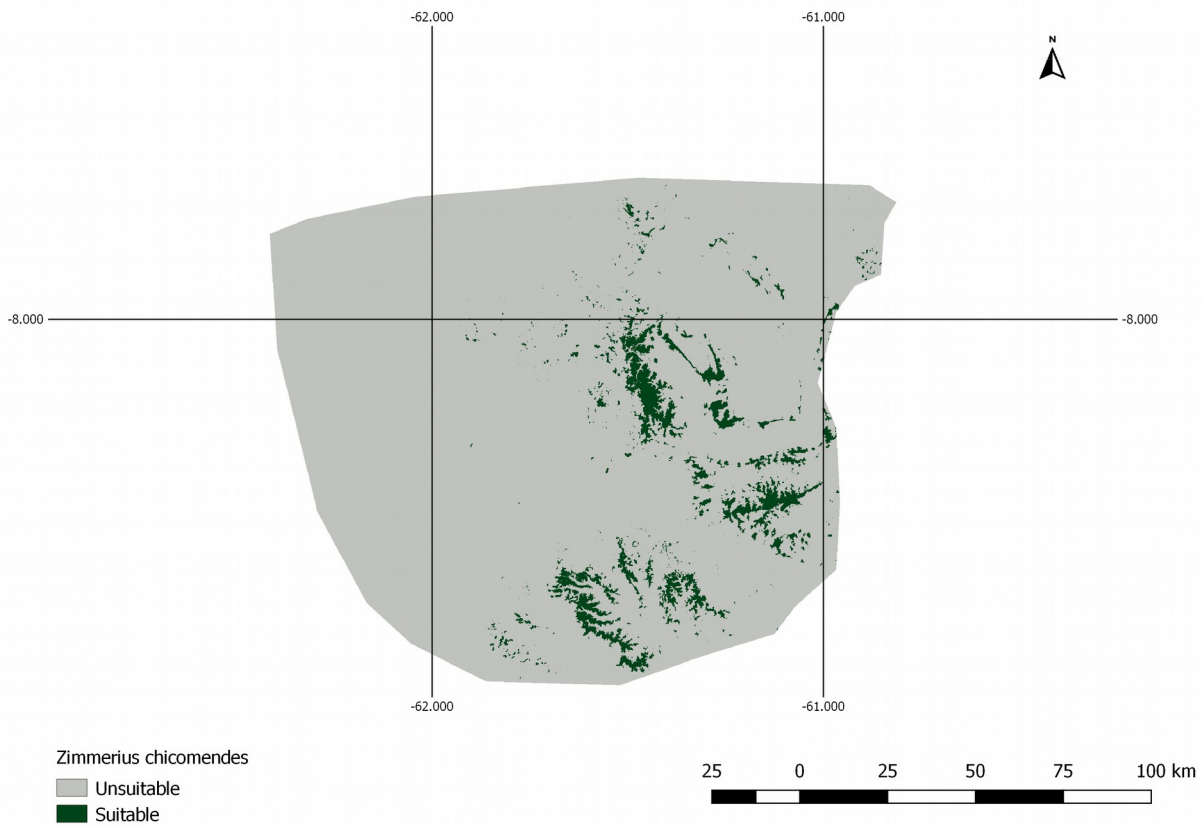 -62.000 -61.000
N
-8.000 -8.000
-62.000 -61.000
Zimmerius chicomendes
Unsuitable
Suitable
25 0 25 50 75 100 km